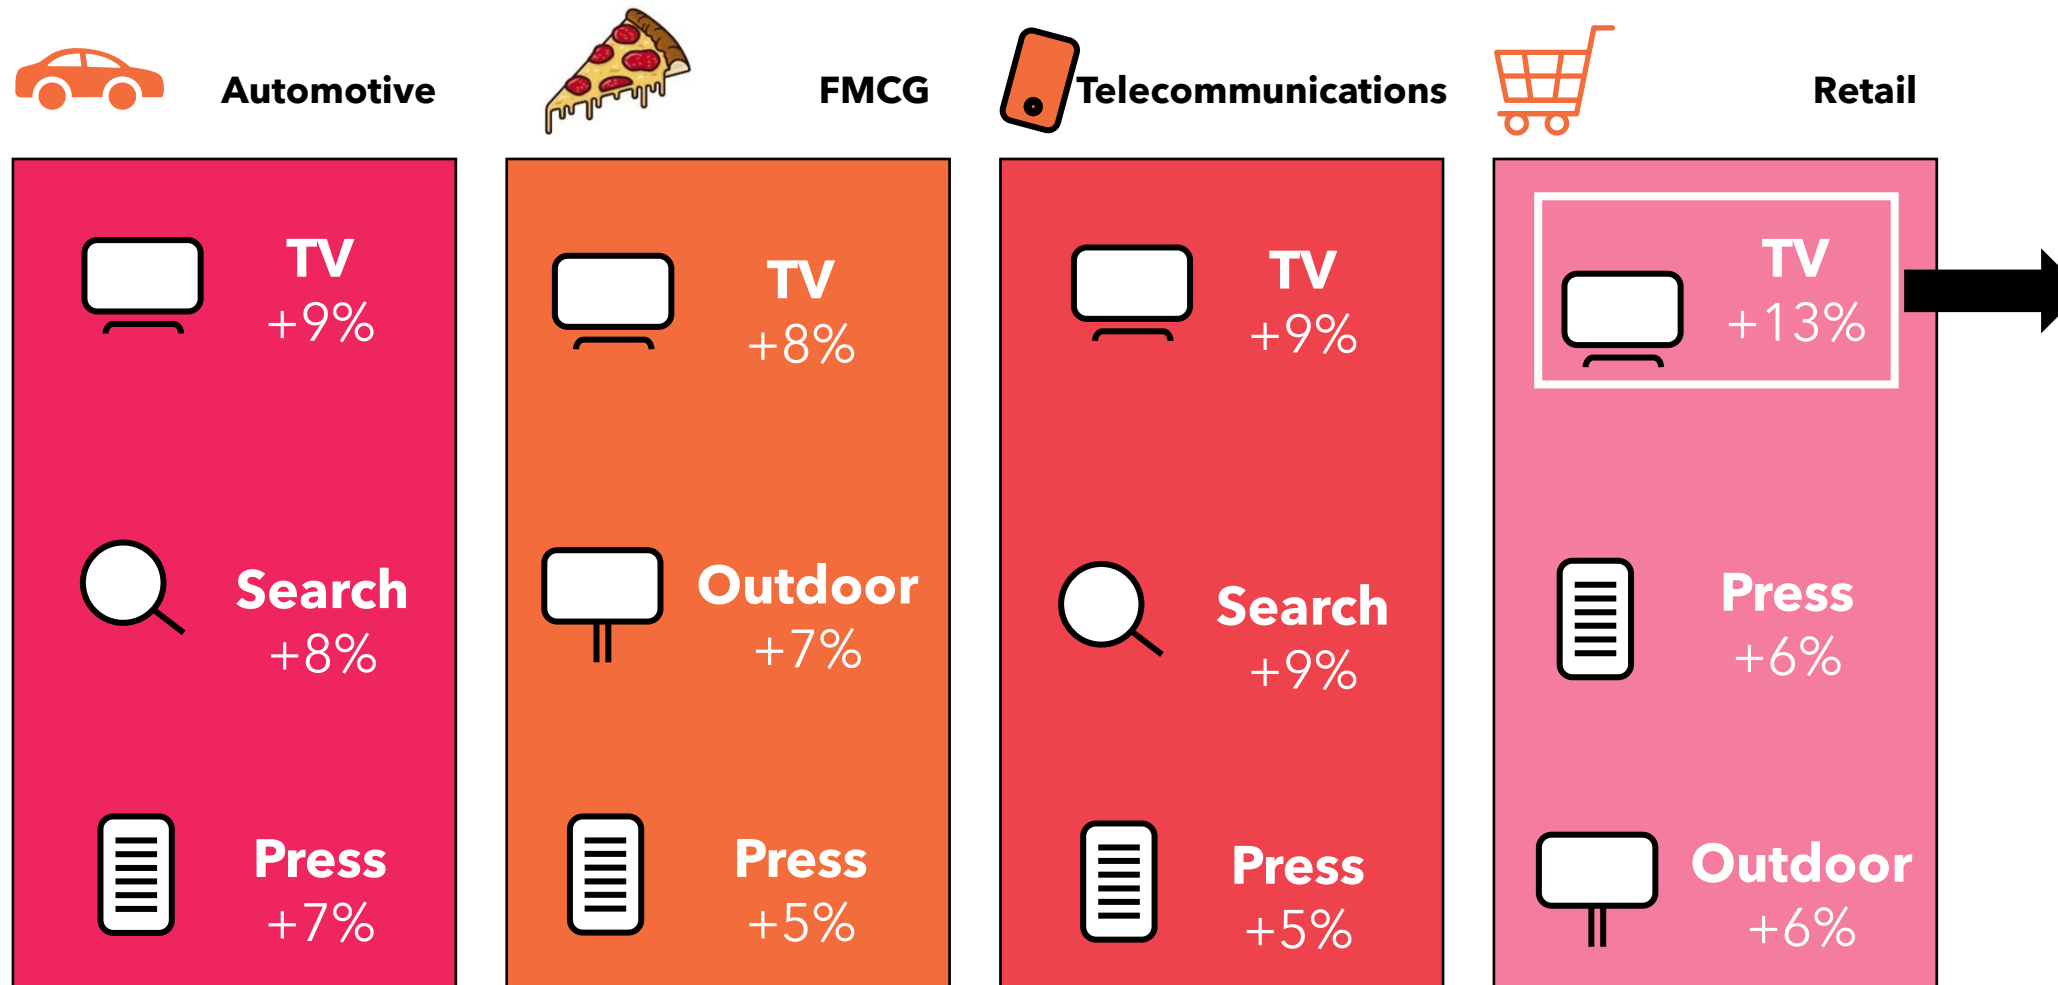 Automotive
TV
+9%
Search
+8%
Press
+7%
FMCG
TV
+8%
Outdoor
+7%
Press
+5%
Telecommunications
TV
+9%
Search
+9%
Press
+5%
Retail
TV
+13%
Press
+6%
Outdoor
+6%